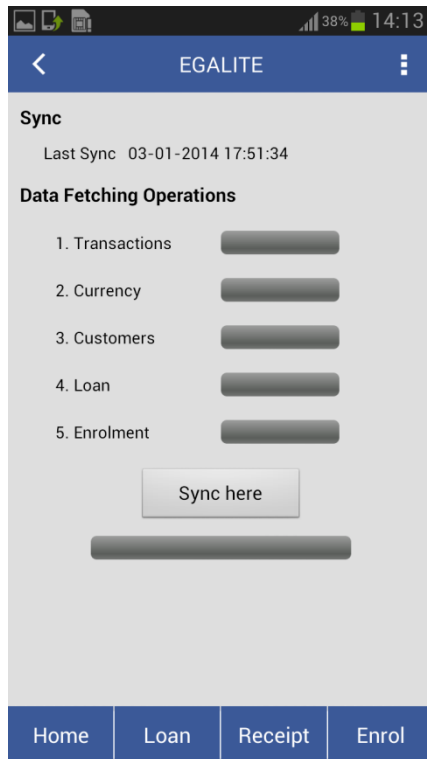 38% 14:13
EGALITE
Sync
Last Sync 03-01-2014 17:51:34
Data Fetching Operations
1. Transactions
2. Currency
3. Customers
4. Loan
5. Enrolment
Sync here
Home Loan Receipt Enrol